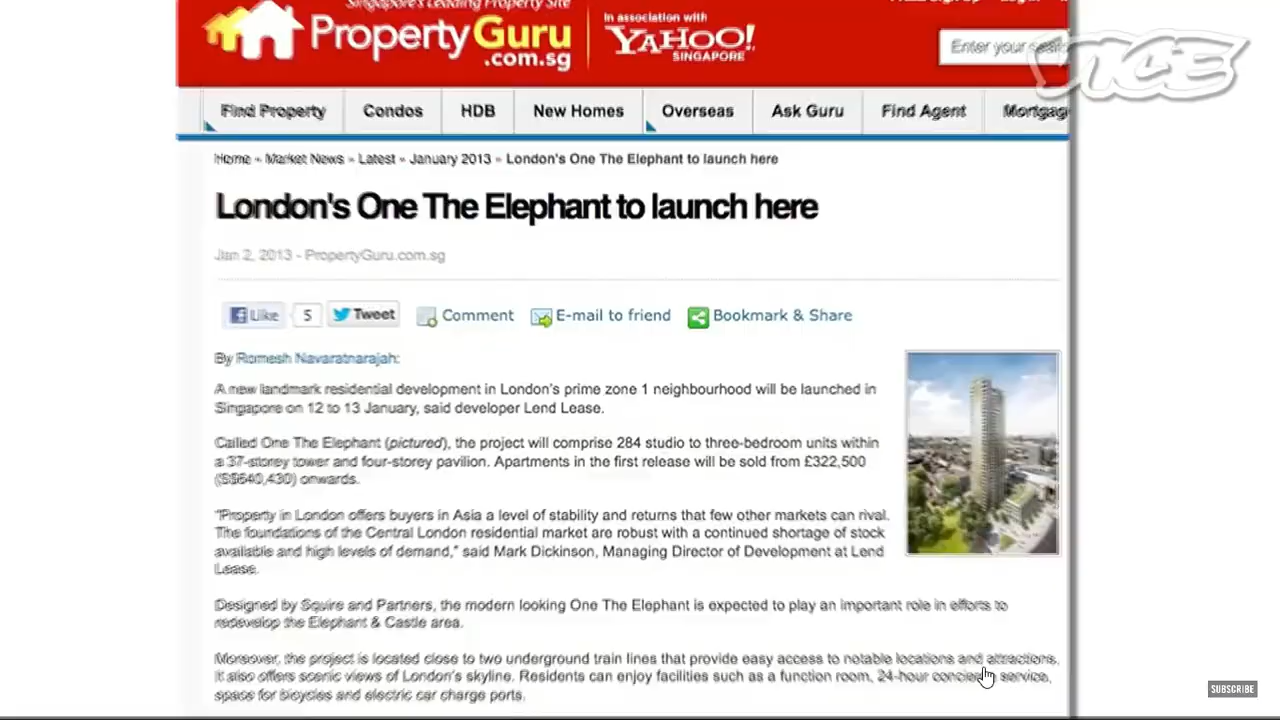 Singapore's Leading Property Site
PropertyGuru
.com.sg
In association with
YAHOO!
SINGAPORE
Enter your
VICE
Find Property
Condos
HDB
New Homes
Overseas
Ask Guru
Find Agent
Mortgag
Home » Market News » Latest » January 2013 » London's One The Elephant to launch here
London's One The Elephant to launch here
Jan 2, 2013 - PropertyGuru.com.sg
Like 5 Tweet Comment E-mail to friend Bookmark & Share
By Romesh Navaratnarajah:
A new landmark residential development in London's prime zone 1 neighbourhood will be launched in
Singapore on 12 to 13 January, said developer Lend Lease.
Called One The Elephant (pictured), the project will comprise 284 studio to three-bedroom units within
a 37-storey tower and four-storey pavilion. Apartments in the first release will be sold from £322,500
(S$640,430) onwards.
"Property in London offers buyers in Asia a level of stability and returns that few other markets can rival.
The foundations of the Central London residential market are robust with a continued shortage of stock
available and high levels of demand," said Mark Dickinson, Managing Director of Development at Lend
Lease.
Designed by Squire and Partners, the modern looking One The Elephant is expected to play an important role in efforts to
redevelop the Elephant & Castle area.
Moreover, the project is located close to two underground train lines that provide easy access to notable locations and attractions.
It also offers scenic views of London's skyline. Residents can enjoy facilities such as a function room, 24-hour concierge service,
space for bicycles and electric car charge ports.
SUBSCRIBE